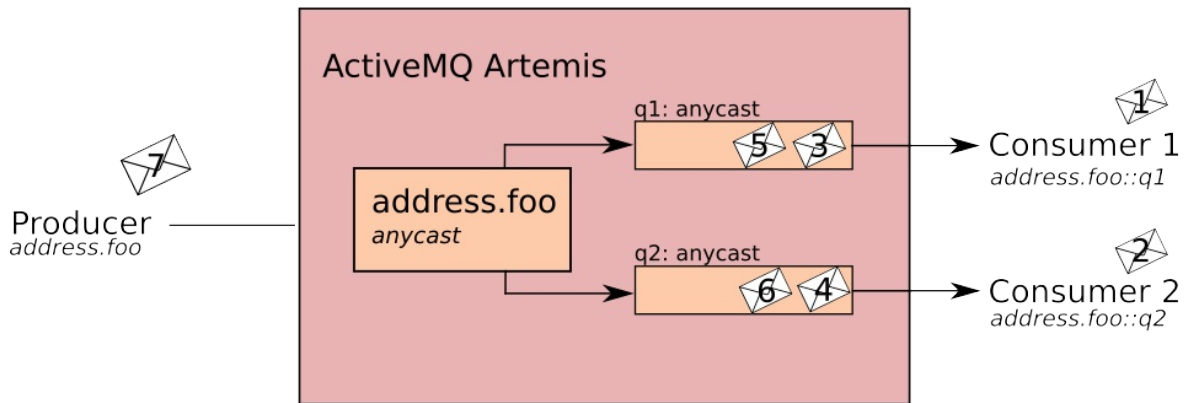 ActiveMQ Artemis
7
Producer
address.foo
address.foo
anycast
q1: anycast
5 3
q2: anycast
6 4
1
Consumer 1
address.foo::q1
2
Consumer 2
address.foo::q2